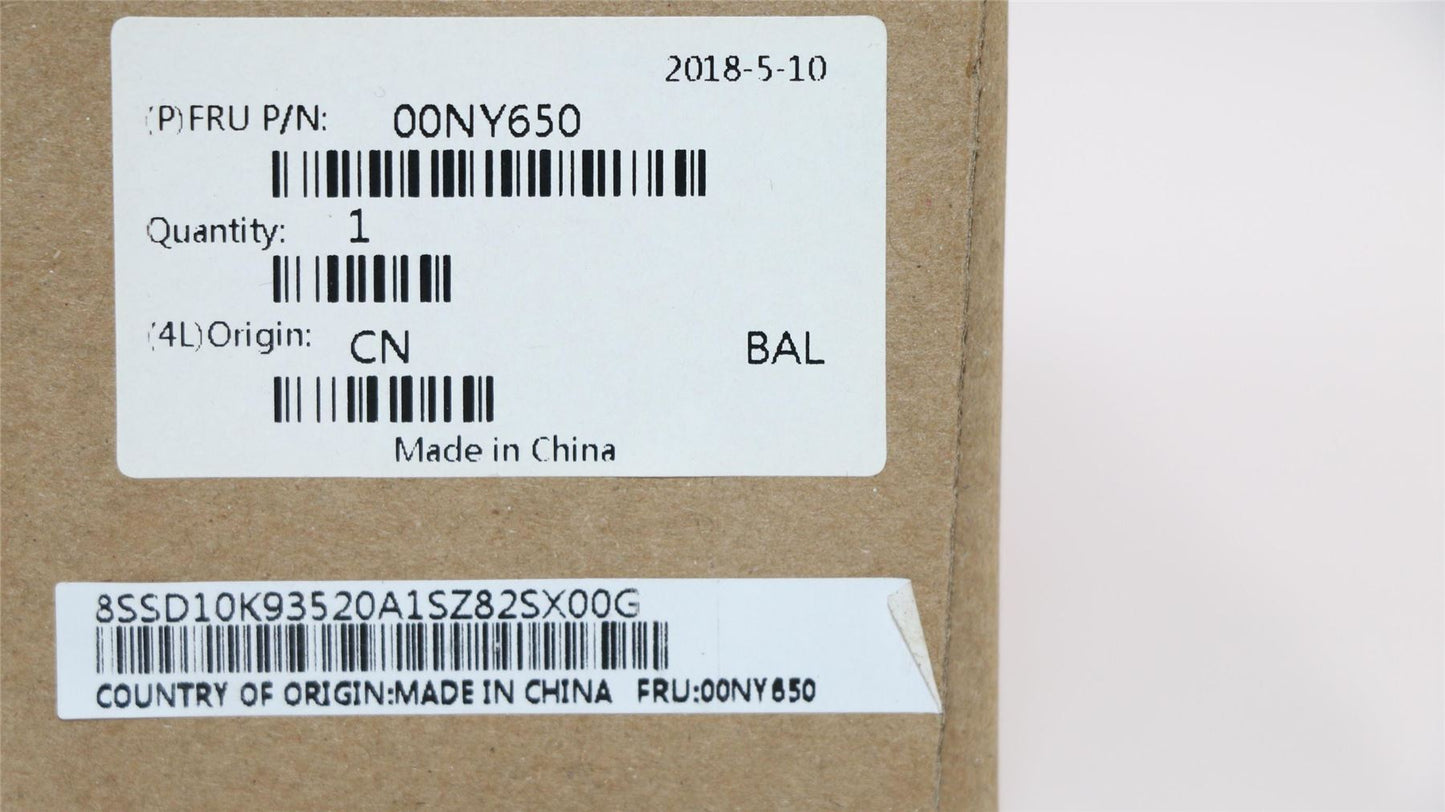 2018-5-10
(P)FRU P/N: 00NY650
Quantity: 1
(4L)Origin: CN BAL
Made in China
8SSD10K93520A1SZ82SX00G
COUNTRY OF ORIGIN:MADE IN CHINA FRU:00NY650